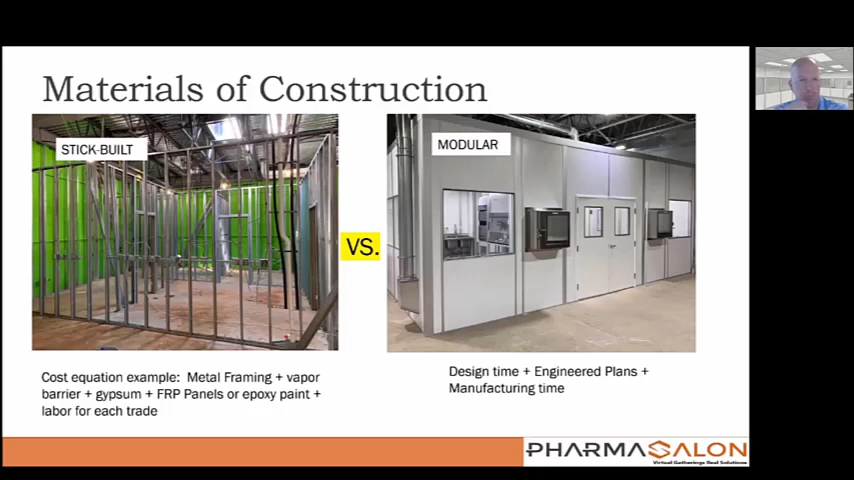 Materials of Construction
STICK-BUILT
MODULAR
VS.
Cost equation example: Metal Framing + vapor
barrier + gypsum + FRP Panels or epoxy paint +
labor for each trade
Design time + Engineered Plans +
Manufacturing time
PHARMASALON
Virtual Gatherings Real Solutions